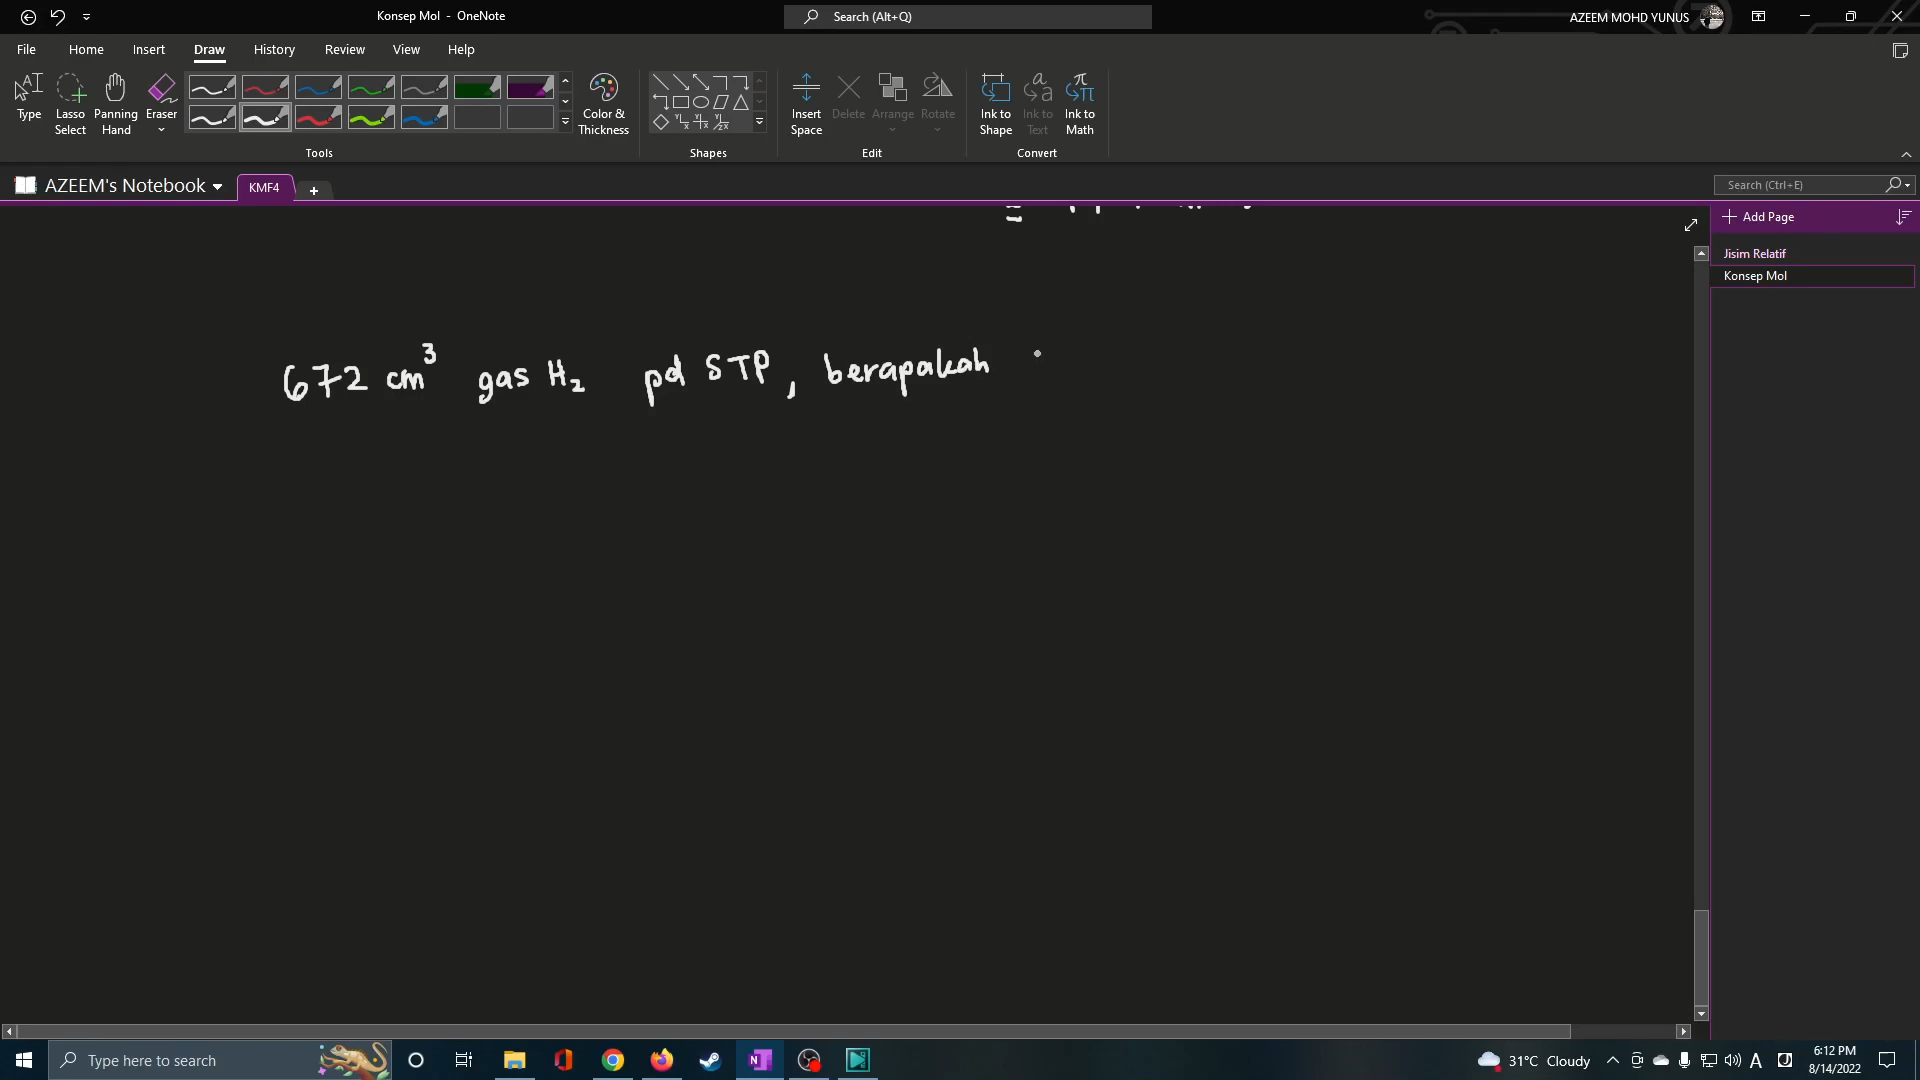 Konsep Mol - OneNote
Search (Alt+Q)
AZEEM MOHD YUNUS
File Home Insert Draw History Review View Help
Type
Lasso Select
Panning Hand
Eraser
Color & Thickness
Insert Space
Delete
Arrange
Rotate
Ink to Shape
Ink to Text
Ink to Math
Tools
Shapes
Edit
Convert
AZEEM's Notebook
KMF4
Search (Ctrl+E)
Add Page
Jisim Relatif
Konsep Mol
672 cm³ gas H₂ pd STP, berapakah
Type here to search
31°C Cloudy
6:12 PM
8/14/2022